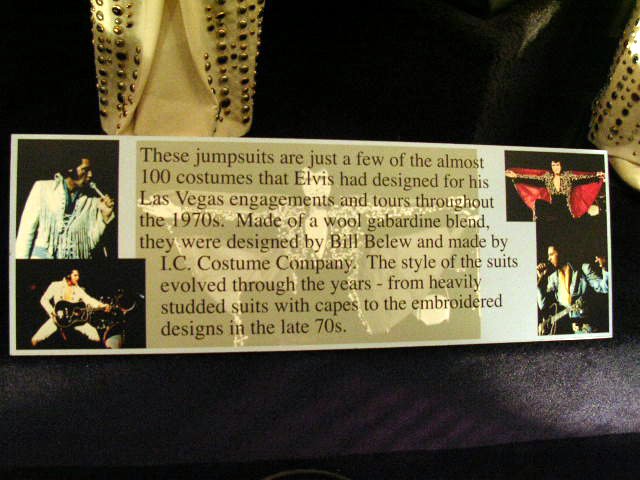 These jumpsuits are just a few of the almost
100 costumes that Elvis had designed for his
Las Vegas engagements and tours throughout
the 1970s. Made of a wool gabardine blend,
they were designed by Bill Belew and made by
I.C. Costume Company. The style of the suits
evolved through the years - from heavily
studded suits with capes to the embroidered
designs in the late 70s.